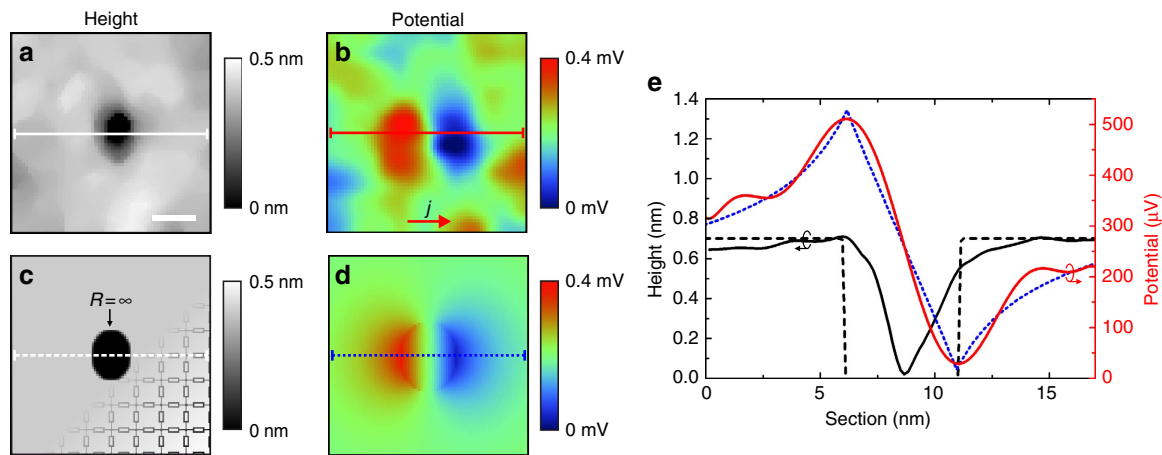 Height
Potential
a
0.5 nm
0 nm
b
j
0.4 mV
0 mV
c
R = ∞
0.5 nm
0 nm
d
0.4 mV
0 mV
e
1.4
1.2
1.0
0.8
0.6
0.4
0.2
0.0
Height (nm)
0
5
10
15
Section (nm)
500
400
300
200
100
0
Potential (μV)